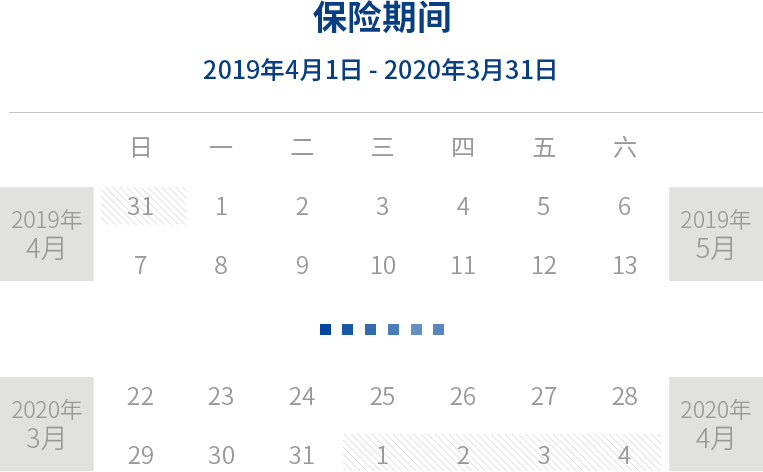 保险期间
2019年4月1日 - 2020年3月31日
日 一 二 三 四 五 六
2019年
4月
31 1 2 3 4 5 6
7 8 9 10 11 12 13
2019年
5月
2020年
3月
22 23 24 25 26 27 28
29 30 31 1 2 3 4
2020年
4月